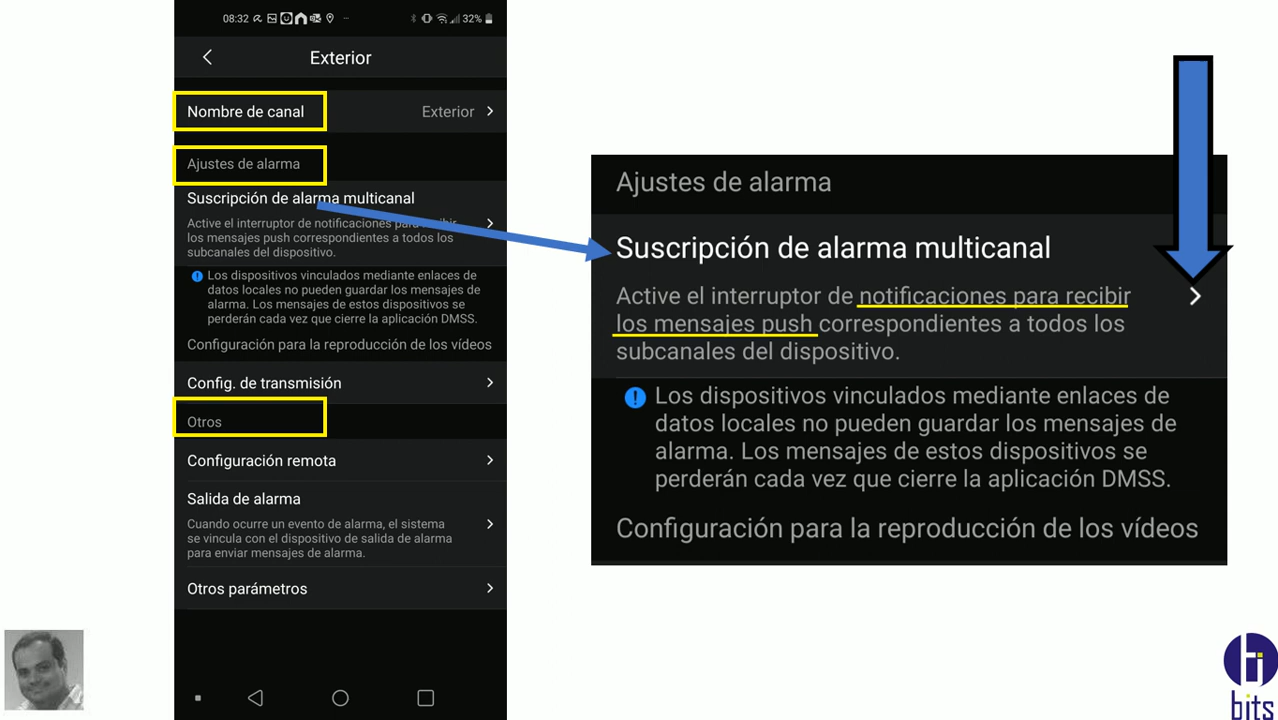 08:32
32%
Exterior
Nombre de canal
Exterior
Ajustes de alarma
Suscripción de alarma multicanal
Active el interruptor de notificaciones para recibir
los mensajes push correspondientes a todos los
subcanales del dispositivo.
Los dispositivos vinculados mediante enlaces de
datos locales no pueden guardar los mensajes de
alarma. Los mensajes de estos dispositivos se
perderán cada vez que cierre la aplicación DMSS.
Configuración para la reproducción de los vídeos
Config. de transmisión
Otros
Configuración remota
Salida de alarma
Cuando ocurre un evento de alarma, el sistema
se vincula con el dispositivo de salida de alarma
para enviar mensajes de alarma.
Otros parámetros
Ajustes de alarma
Suscripción de alarma multicanal
Active el interruptor de notificaciones para recibir
los mensajes push correspondientes a todos los
subcanales del dispositivo.
Los dispositivos vinculados mediante enlaces de
datos locales no pueden guardar los mensajes de
alarma. Los mensajes de estos dispositivos se
perderán cada vez que cierre la aplicación DMSS.
Configuración para la reproducción de los vídeos
bits